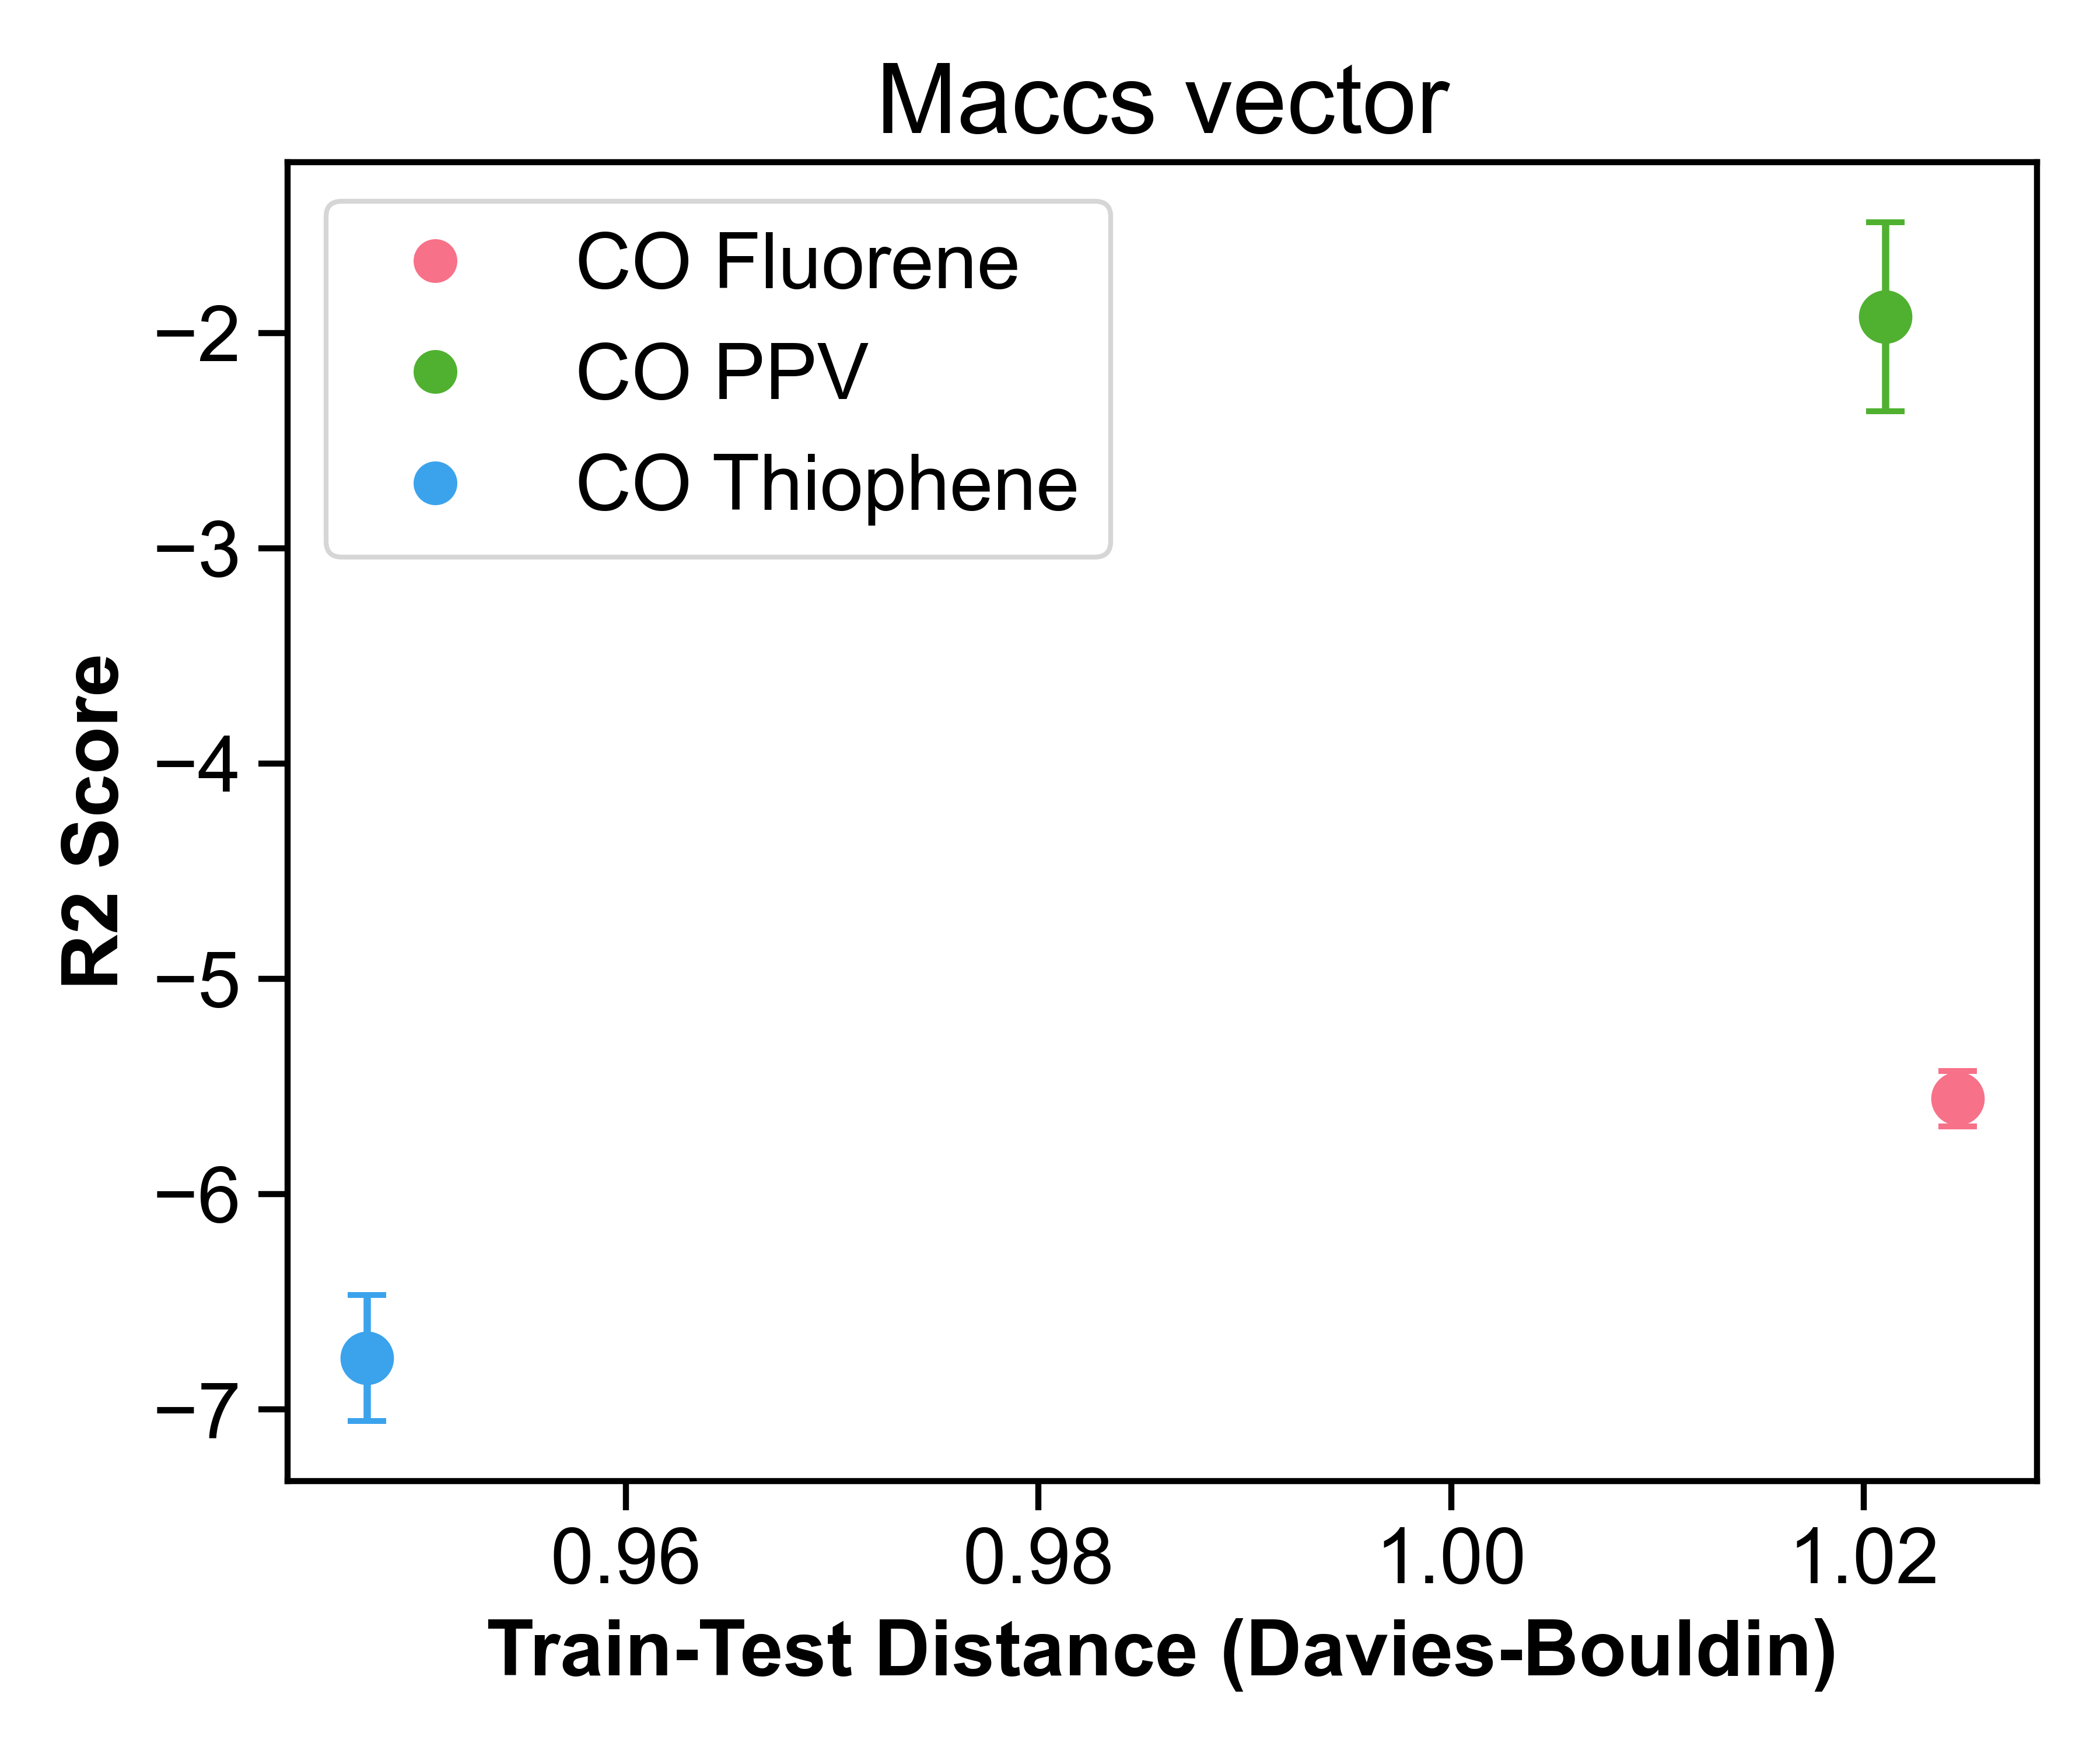 Maccs vector
CO Fluorene
CO PPV
CO Thiophene
R2 Score
−2
−3
−4
−5
−6
−7
0.96
0.98
1.00
1.02
Train-Test Distance (Davies-Bouldin)